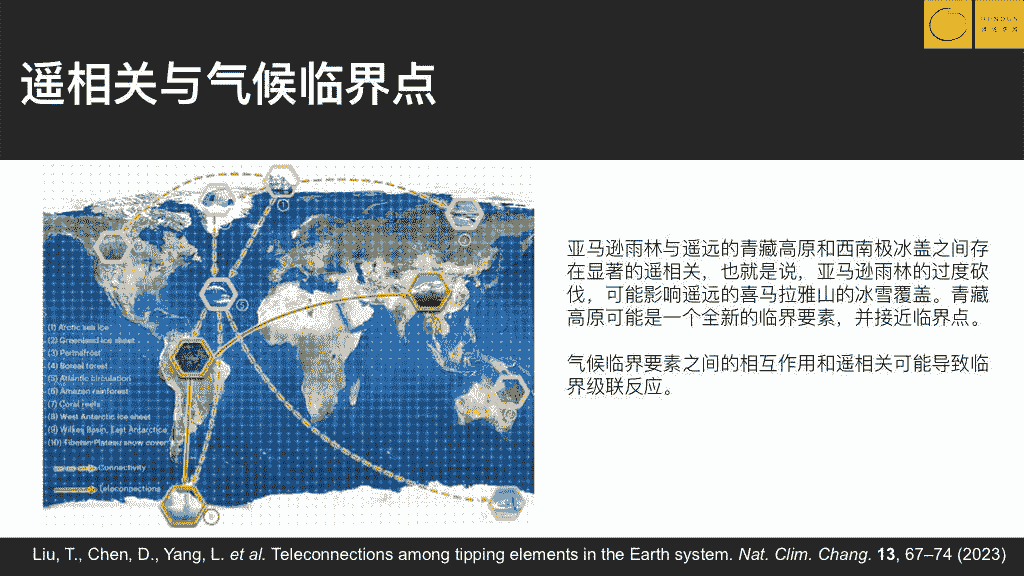 遥相关与气候临界点
(1) Arctic sea ice
(2) Greenland ice sheet
(3) Permafrost
(4) Boreal forest
(5) Atlantic circulation
(6) Amazon rainforest
(7) Coral reefs
(8) West Antarctic ice sheet
(9) Wilkes Basin, East Antarctica
(10) Tibetan Plateau snow cover
Connectivity
Teleconnections
亚马逊雨林与遥远的青藏高原和西南极冰盖之间存
在显著的遥相关，也就是说，亚马逊雨林的过度砍
伐，可能影响遥远的喜马拉雅山的冰雪覆盖。青藏
高原可能是一个全新的临界要素，并接近临界点。
气候临界要素之间的相互作用和遥相关可能导致临
界级联反应。
Liu, T., Chen, D., Yang, L. et al. Teleconnections among tipping elements in the Earth system. Nat. Clim. Chang. 13, 67–74 (2023)